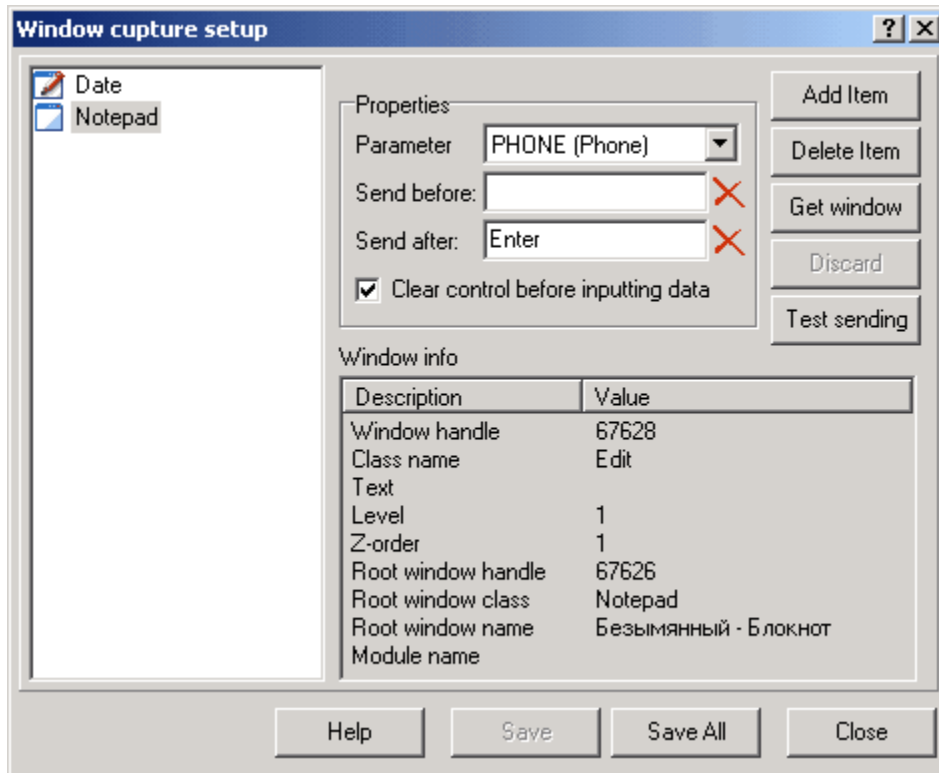 Window cupture setup
Date
Notepad
Properties
Parameter PHONE (Phone)
Send before:
Send after: Enter
Clear control before inputting data
Add Item
Delete Item
Get window
Discard
Test sending
Window info
Description Value
Window handle 67628
Class name Edit
Text
Level 1
Z-order 1
Root window handle 67626
Root window class Notepad
Root window name Безымянный - Блокнот
Module name
Help Save Save All Close